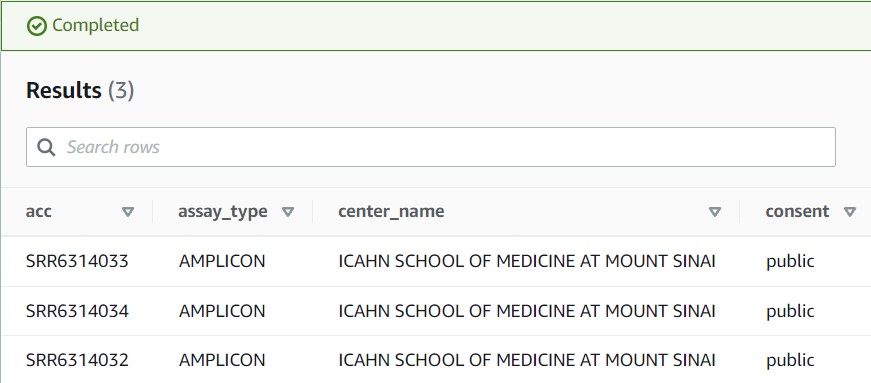 Completed
Results (3)
Search rows
acc assay_type center_name consent
SRR6314033 AMPLICON ICAHN SCHOOL OF MEDICINE AT MOUNT SINAI public
SRR6314034 AMPLICON ICAHN SCHOOL OF MEDICINE AT MOUNT SINAI public
SRR6314032 AMPLICON ICAHN SCHOOL OF MEDICINE AT MOUNT SINAI public